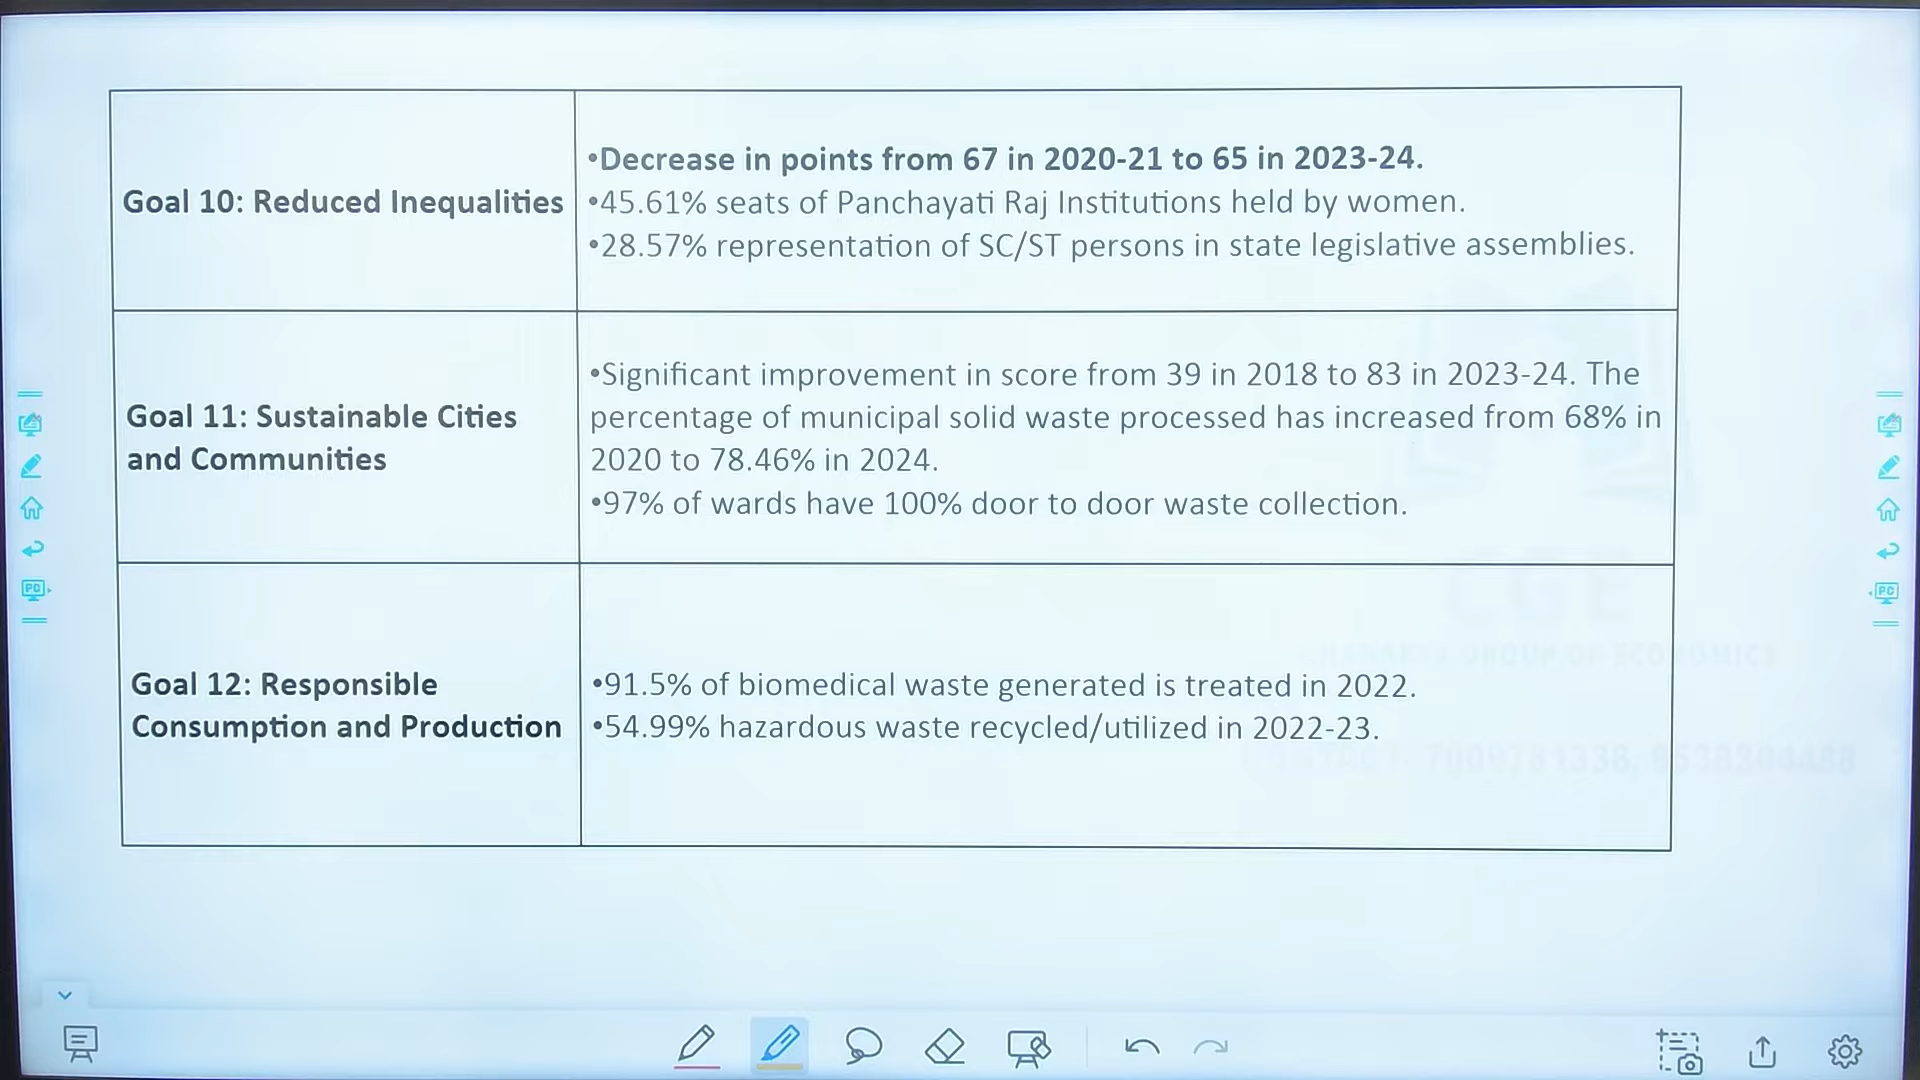 •Decrease in points from 67 in 2020-21 to 65 in 2023-24.
Goal 10: Reduced Inequalities
•45.61% seats of Panchayati Raj Institutions held by women.
•28.57% representation of SC/ST persons in state legislative assemblies.
Goal 11: Sustainable Cities
and Communities
•Significant improvement in score from 39 in 2018 to 83 in 2023-24. The
percentage of municipal solid waste processed has increased from 68% in
2020 to 78.46% in 2024.
•97% of wards have 100% door to door waste collection.
CGE
GROUP OF ECONOMICS
Goal 12: Responsible
Consumption and Production
•91.5% of biomedical waste generated is treated in 2022.
•54.99% hazardous waste recycled/utilized in 2022-23.
PC
PC